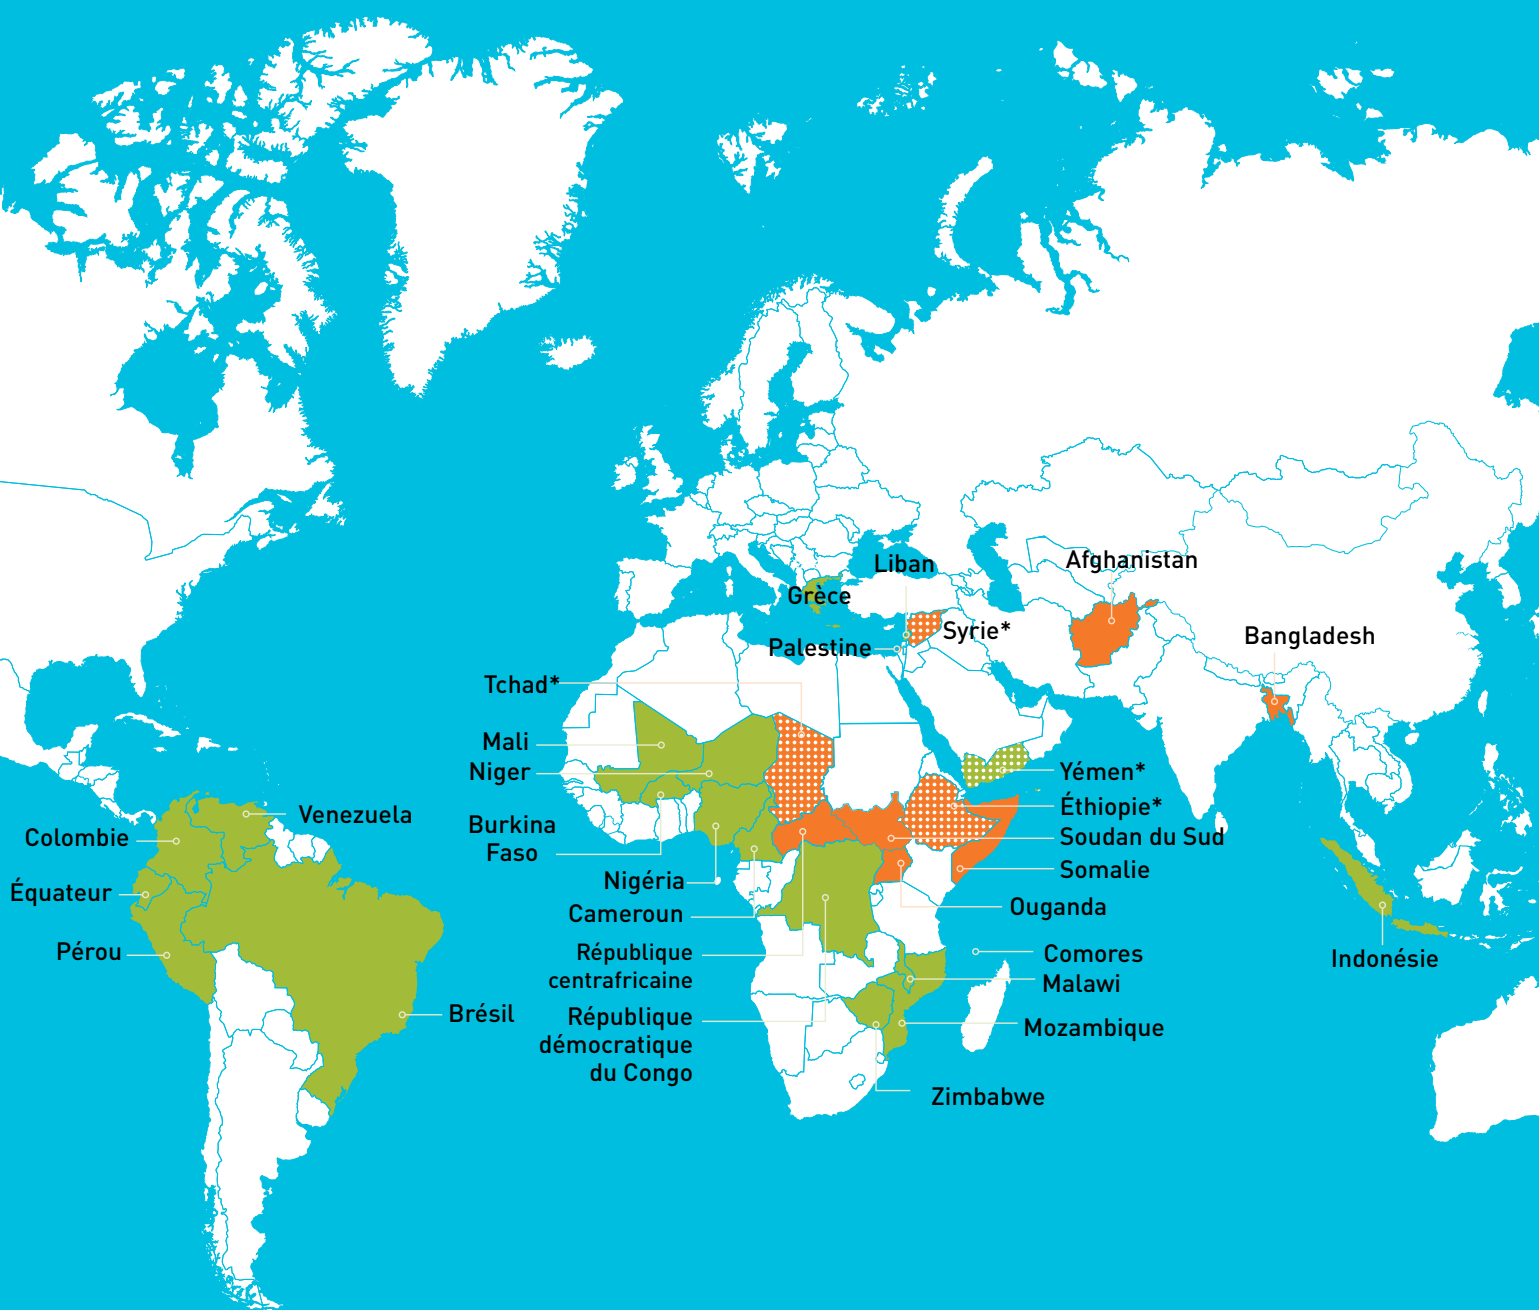 Afghanistan
Liban
Grèce
Syrie*
Bangladesh
Palestine
Tchad*
Mali
Niger
Yémen*
Éthiopie*
Venezuela
Burkina
Faso
Colombie
Soudan du Sud
Somalie
Nigéria
Équateur
Ouganda
Cameroun
Pérou
République
centrafricaine
Comores
Indonésie
Malawi
Brésil
République
démocratique
du Congo
Mozambique
Zimbabwe